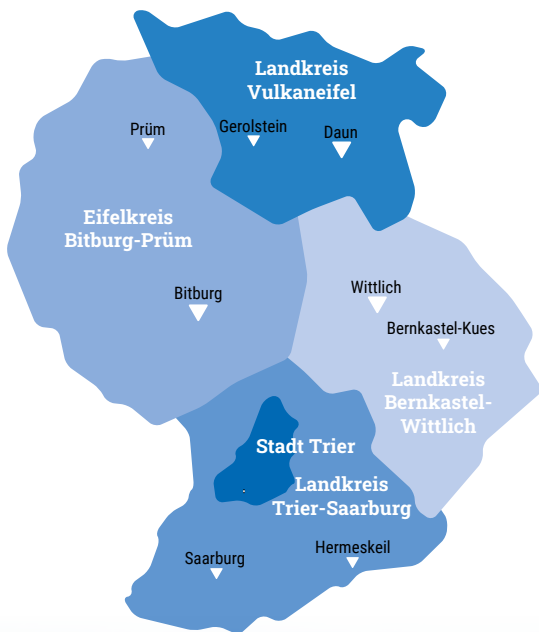 Landkreis
Vulkaneifel
Prüm
Gerolstein
Daun
Eifelkreis
Bitburg-Prüm
Bitburg
Wittlich
Bernkastel-Kues
Landkreis
Bernkastel-
Wittlich
Stadt Trier
Landkreis
Trier-Saarburg
Saarburg
Hermeskeil